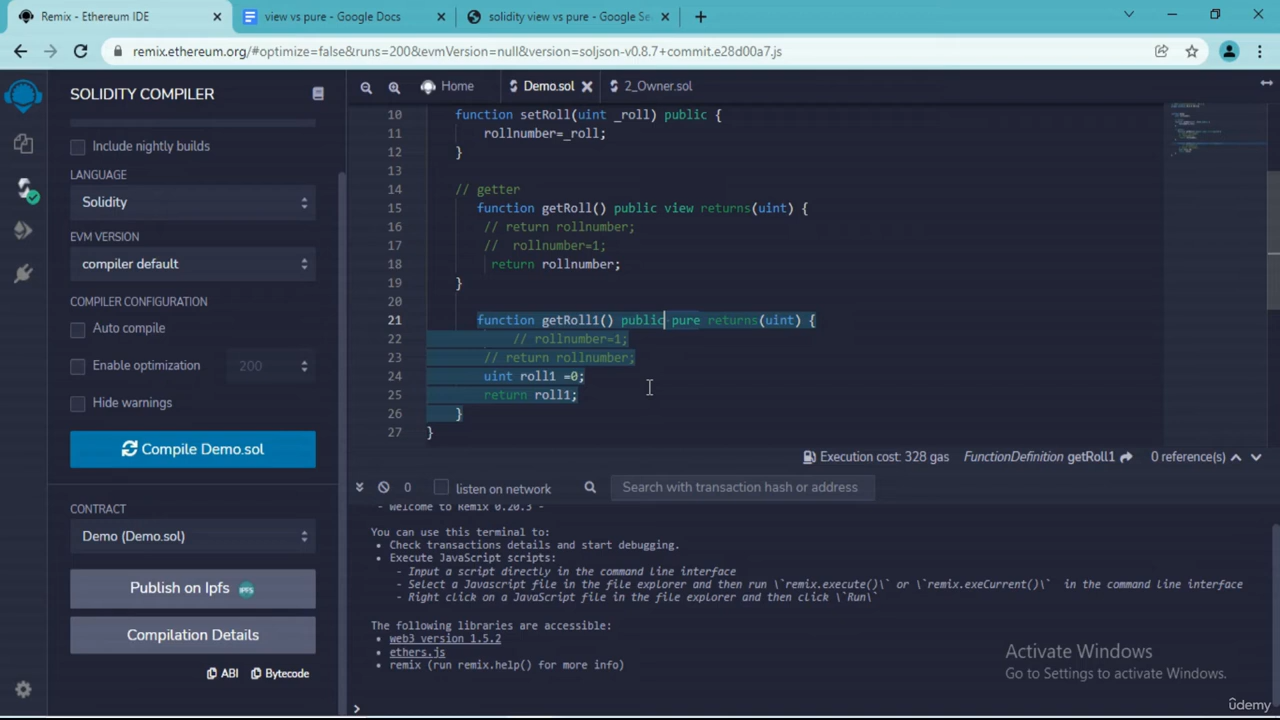 Remix - Ethereum IDE
view vs pure - Google Docs
solidity view vs pure - Google Se
remix.ethereum.org/#optimize=false&runs=200&evmVersion=null&version=soljson-v0.8.7+commit.e28d00a7.js
SOLIDITY COMPILER
Include nightly builds
LANGUAGE
Solidity
EVM VERSION
compiler default
COMPILER CONFIGURATION
Auto compile
Enable optimization
200
Hide warnings
Compile Demo.sol
CONTRACT
Demo (Demo.sol)
Publish on Ipfs
Compilation Details
ABI
Bytecode
Home
Demo.sol
2_Owner.sol
10 function setRoll(uint _roll) public {
11 rollnumber=_roll;
12 }
13
14 // getter
15 function getRoll() public view returns(uint) {
16 // return rollnumber;
17 // rollnumber=1;
18 return rollnumber;
19 }
20
21 function getRoll1() public pure returns(uint) {
22 // rollnumber=1;
23 // return rollnumber;
24 uint roll1 =0;
25 return roll1;
26 }
27 }
Execution cost: 328 gas FunctionDefinition getRoll1 0 reference(s)
0 listen on network Search with transaction hash or address
- Welcome to Remix 0.20.3 -
You can use this terminal to:
• Check transactions details and start debugging.
• Execute JavaScript scripts:
- Input a script directly in the command line interface
- Select a Javascript file in the file explorer and then run \`remix.execute()\` or \`remix.exeCurrent()\` in the command line interface
- Right click on a JavaScript file in the file explorer and then click \`Run\`
The following libraries are accessible:
• web3 version 1.5.2
• ethers.js
• remix (run remix.help() for more info)
>
Activate Windows
Go to Settings to activate Windows.
ûdemy